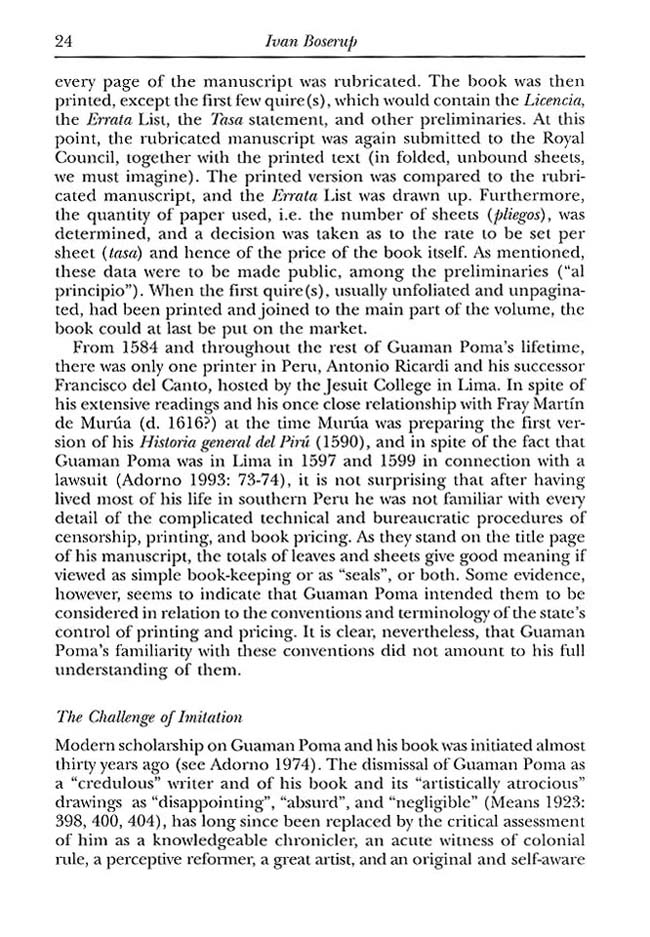 24 Ivan Boserup
every page of the manuscript was rubricated. The book was then
printed, except the first few quire(s), which would contain the Licencia,
the Errata List, the Tasa statement, and other preliminaries. At this
point, the rubricated manuscript was again submitted to the Royal
Council, together with the printed text (in folded, unbound sheets,
we must imagine). The printed version was compared to the rubri-
cated manuscript, and the Errata List was drawn up. Furthermore,
the quantity of paper used, i.e. the number of sheets (pliegos), was
determined, and a decision was taken as to the rate to be set per
sheet (tasa) and hence of the price of the book itself. As mentioned,
these data were to be made public, among the preliminaries (“al
principio”). When the first quire(s), usually unfoliated and unpagina-
ted, had been printed and joined to the main part of the volume, the
book could at last be put on the market.
From 1584 and throughout the rest of Guaman Poma’s lifetime,
there was only one printer in Peru, Antonio Ricardi and his successor
Francisco del Canto, hosted by the Jesuit College in Lima. In spite of
his extensive readings and his once close relationship with Fray Martín
de Murúa (d. 1616?) at the time Murúa was preparing the first ver-
sion of his Historia general del Pirú (1590), and in spite of the fact that
Guaman Poma was in Lima in 1597 and 1599 in connection with a
lawsuit (Adorno 1993: 73-74), it is not surprising that after having
lived most of his life in southern Peru he was not familiar with every
detail of the complicated technical and bureaucratic procedures of
censorship, printing, and book pricing. As they stand on the title page
of his manuscript, the totals of leaves and sheets give good meaning if
viewed as simple book-keeping or as “seals”, or both. Some evidence,
however, seems to indicate that Guaman Poma intended them to be
considered in relation to the conventions and terminology of the state’s
control of printing and pricing. It is clear, nevertheless, that Guaman
Poma’s familiarity with these conventions did not amount to his full
understanding of them.
The Challenge of Imitation
Modern scholarship on Guaman Poma and his book was initiated almost
thirty years ago (see Adorno 1974). The dismissal of Guaman Poma as
a “credulous” writer and of his book and its “artistically atrocious”
drawings as “disappointing”, “absurd”, and “negligible” (Means 1923:
398, 400, 404), has long since been replaced by the critical assessment
of him as a knowledgeable chronicler, an acute witness of colonial
rule, a perceptive reformer, a great artist, and an original and self-aware